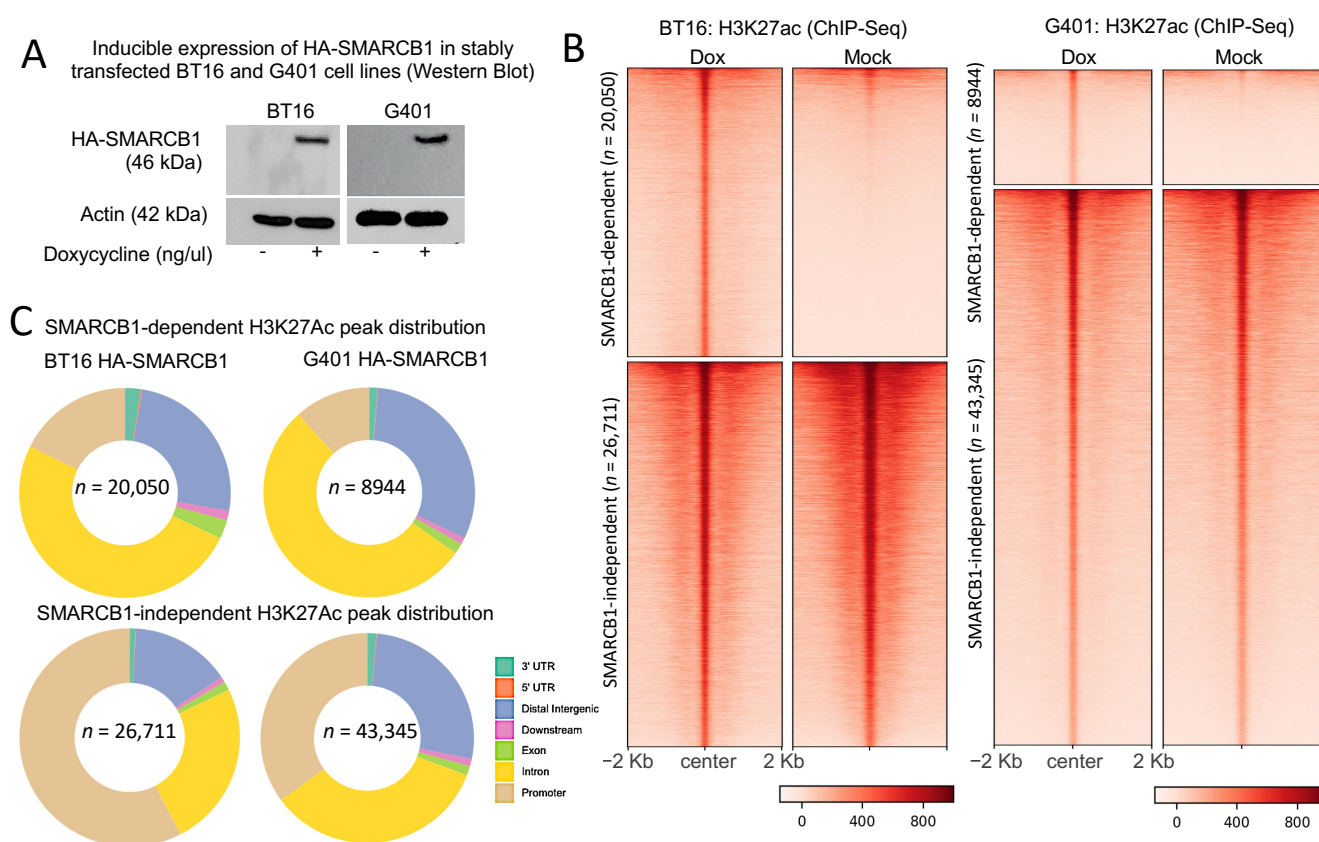 A
Inducible expression of HA-SMARCB1 in stably
transfected BT16 and G401 cell lines (Western Blot)
BT16
G401
HA-SMARCB1
(46 kDa)
Actin (42 kDa)
Doxycycline (ng/ul)
-
+
-
+
B
BT16: H3K27ac (ChIP-Seq)
Dox
Mock
SMARCB1-dependent (n = 20,050)
SMARCB1-independent (n = 26,711)
−2 Kb
center
2 Kb
0
400
800
G401: H3K27ac (ChIP-Seq)
Dox
Mock
SMARCB1-dependent (n = 8944)
SMARCB1-independent (n = 43,345)
−2 Kb
center
2 Kb
0
400
800
C
SMARCB1-dependent H3K27Ac peak distribution
BT16 HA-SMARCB1
G401 HA-SMARCB1
n = 20,050
n = 8944
SMARCB1-independent H3K27Ac peak distribution
n = 26,711
n = 43,345
3' UTR
5' UTR
Distal Intergenic
Downstream
Exon
Intron
Promoter